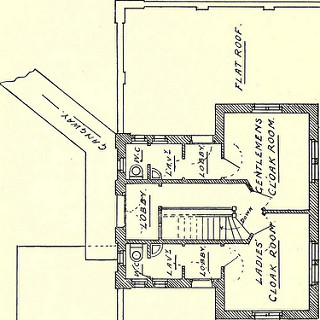 FLAT ROOF.
GANGWAY.
W.C
LAVY.
LOBBY.
GENTLEMENS
CLOAK ROOM.
LOBBY.
DOWN
LADIES'
CLOAK ROOM
W.C
LAVY.
LOBBY.